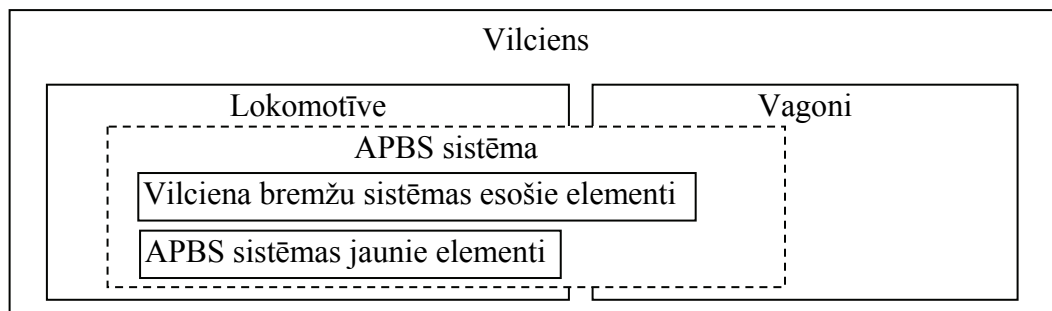 Vilciens
Lokomotīve
Vagoni
APBS sistēma
Vilciena bremžu sistēmas esošie elementi
APBS sistēmas jaunie elementi